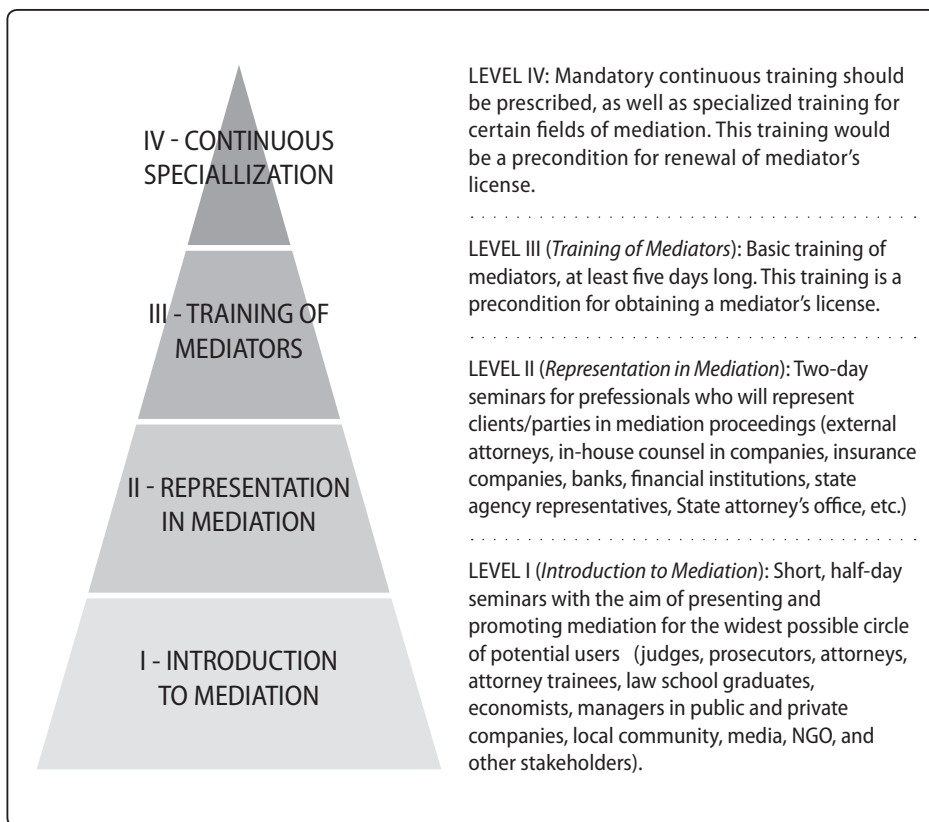 IV - CONTINUOUS
SPECIALLIZATION
III - TRAINING OF
MEDIATORS
II - REPRESENTATION
IN MEDIATION
I - INTRODUCTION
TO MEDIATION
LEVEL IV: Mandatory continuous training should
be prescribed, as well as specialized training for
certain fields of mediation. This training would
be a precondition for renewal of mediator’s
license.
LEVEL III (Training of Mediators): Basic training of
mediators, at least five days long. This training is a
precondition for obtaining a mediator’s license.
LEVEL II (Representation in Mediation): Two-day
seminars for prefessionals who will represent
clients/parties in mediation proceedings (external
attorneys, in-house counsel in companies, insurance
companies, banks, financial institutions, state
agency representatives, State attorney’s office, etc.)
LEVEL I (Introduction to Mediation): Short, half-day
seminars with the aim of presenting and
promoting mediation for the widest possible circle
of potential users (judges, prosecutors, attorneys,
attorney trainees, law school graduates,
economists, managers in public and private
companies, local community, media, NGO, and
other stakeholders).